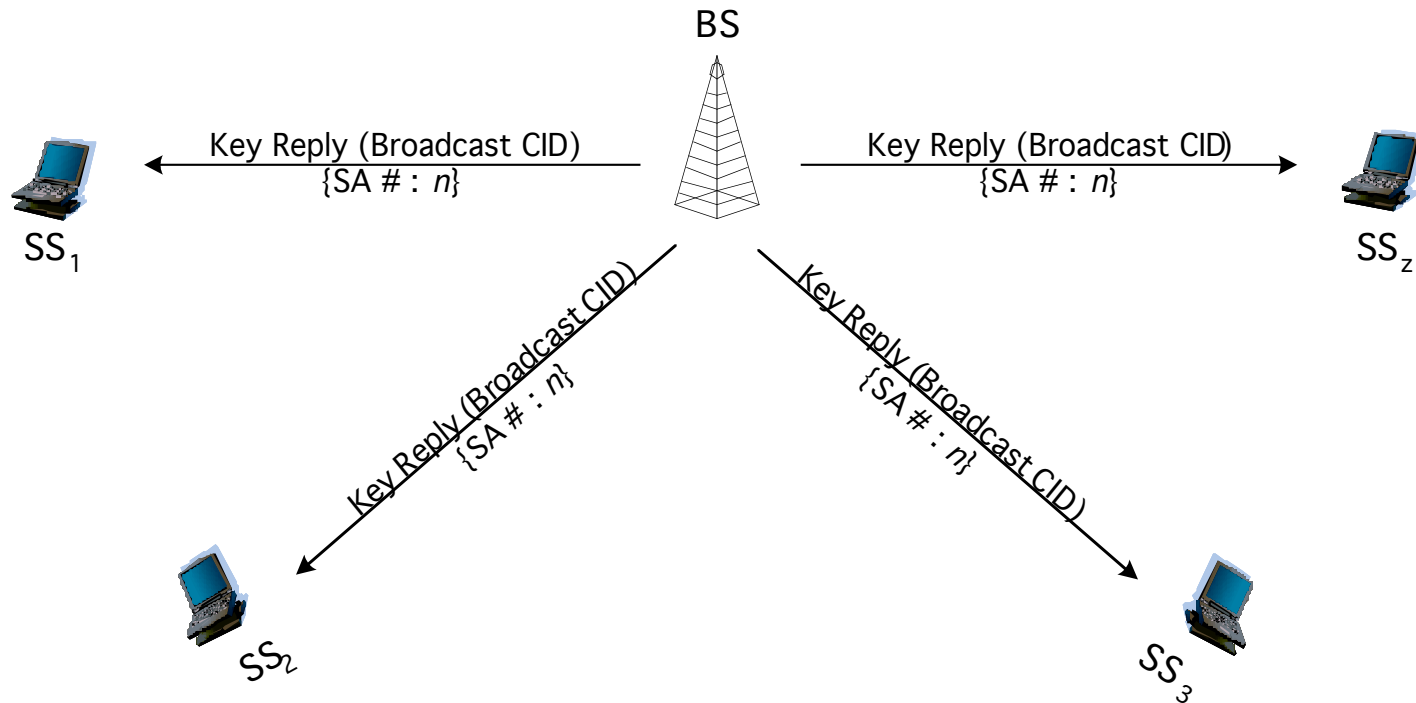 BS
Key Reply (Broadcast CID)
{SA # : n}
SS1
Key Reply (Broadcast CID)
{SA # : n}
SSz
Key Reply (Broadcast CID)
{SA # : n}
SS2
Key Reply (Broadcast CID)
{SA # : n}
SS3